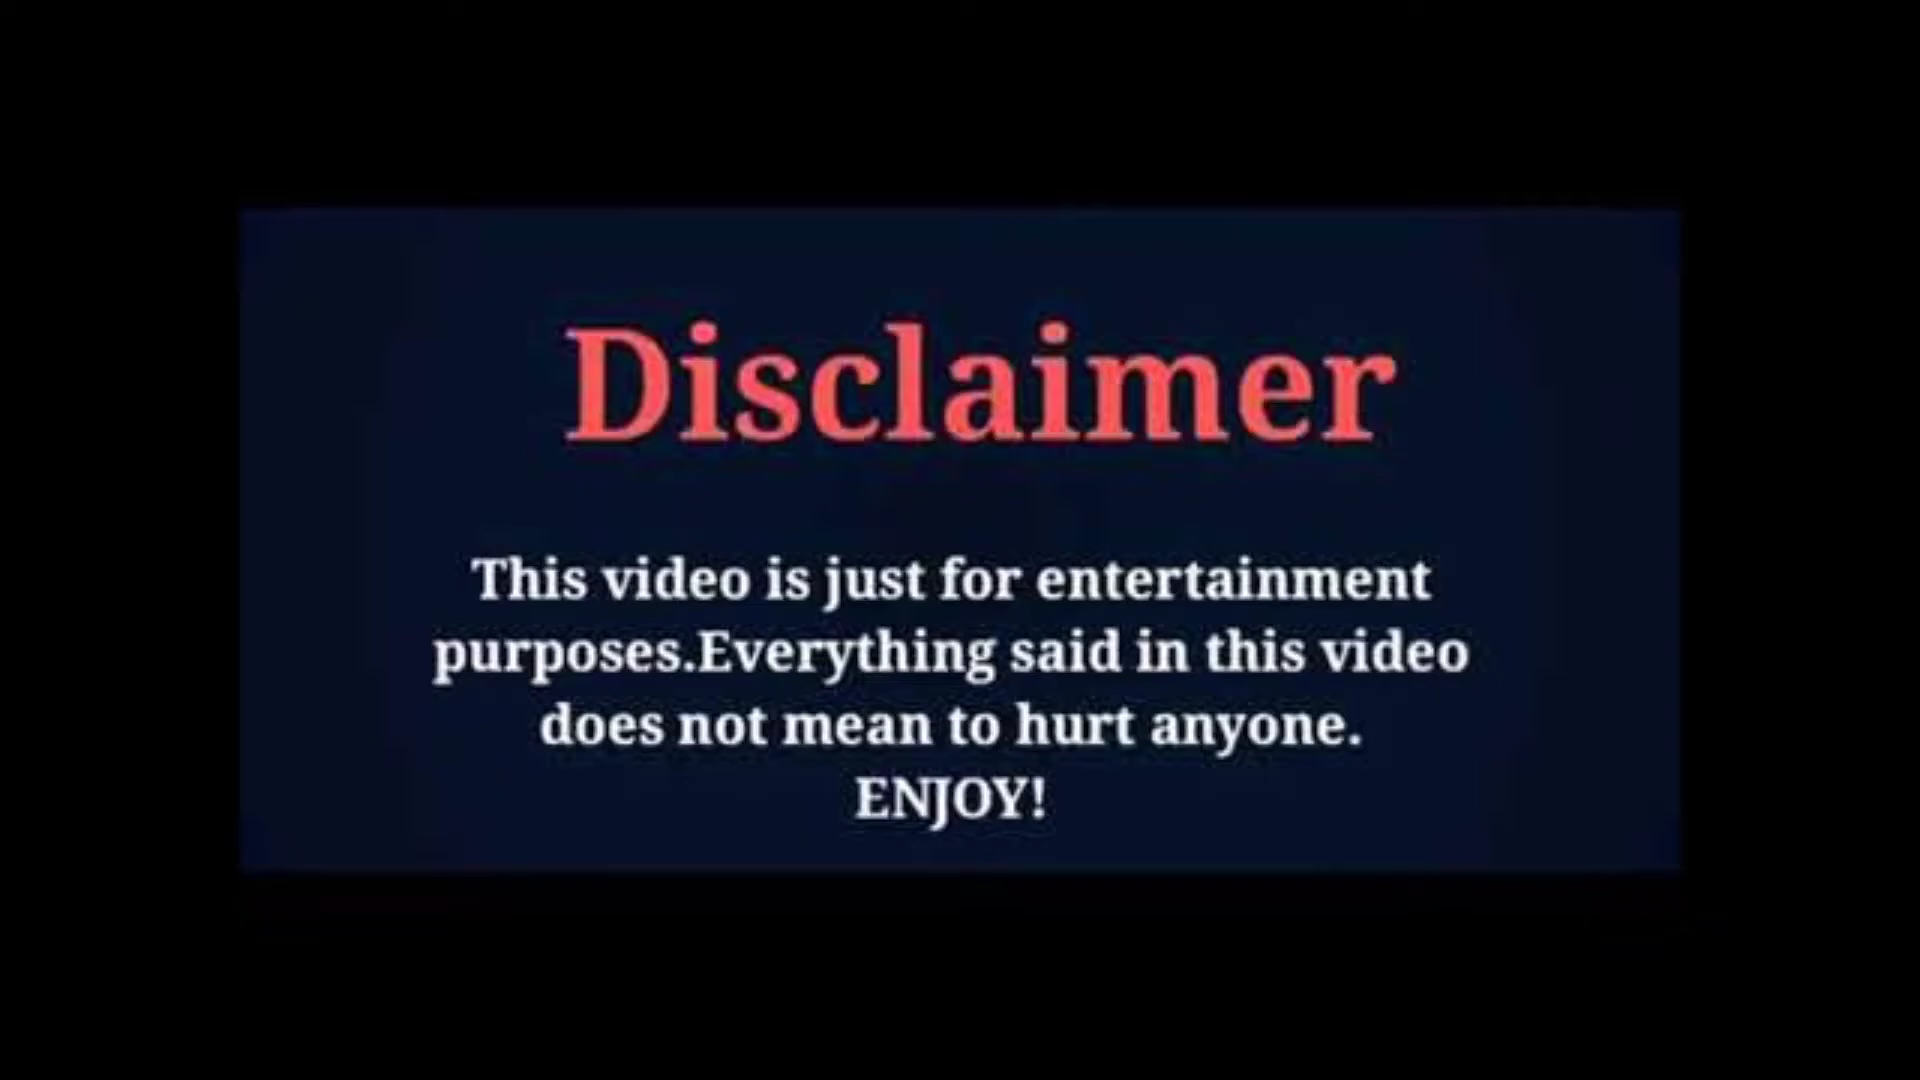 Disclaimer
This video is just for entertainment
purposes.Everything said in this video
does not mean to hurt anyone.
ENJOY!